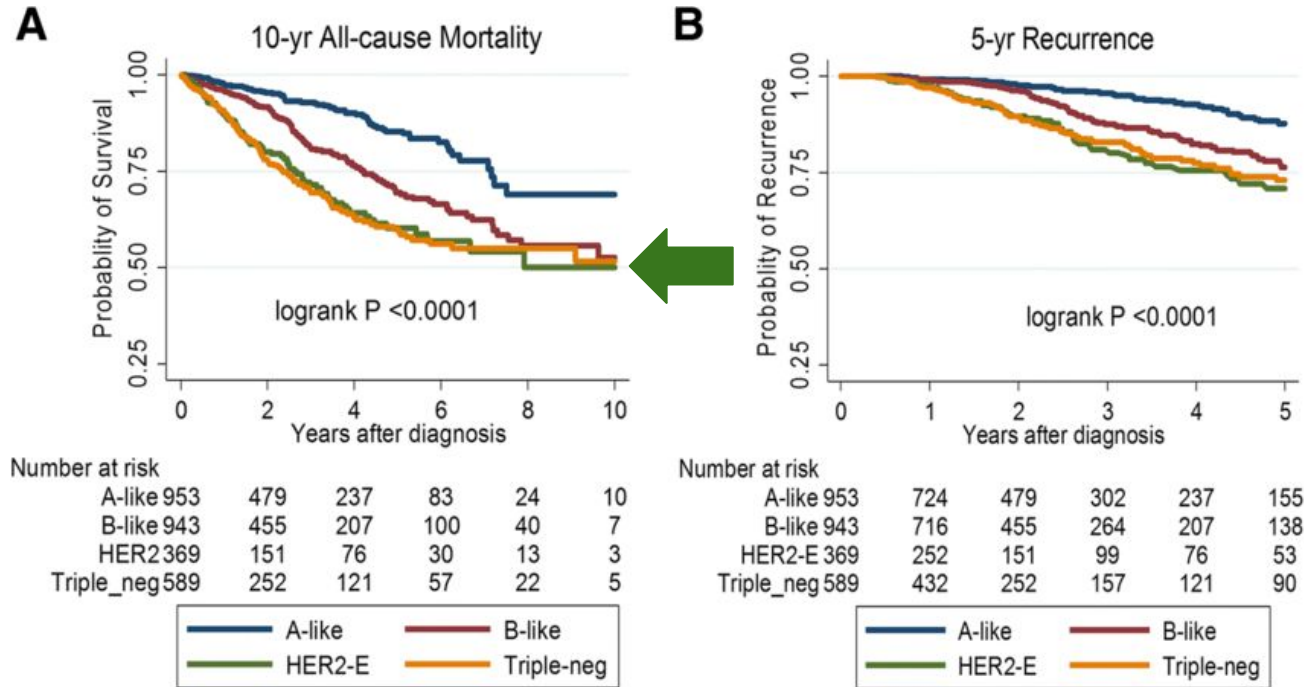 A
10-yr All-cause Mortality
Probablity of Survival
1.00
0.75
0.50
0.25
logrank P <0.0001
0 2 4 6 8 10
Years after diagnosis
Number at risk
A-like 953 479 237 83 24 10
B-like 943 455 207 100 40 7
HER2 369 151 76 30 13 3
Triple_neg 589 252 121 57 22 5
A-like B-like
HER2-E Triple-neg
B
5-yr Recurrence
Probablity of Recurrence
1.00
0.75
0.50
0.25
logrank P <0.0001
0 1 2 3 4 5
Years after diagnosis
Number at risk
A-like 953 724 479 302 237 155
B-like 943 716 455 264 207 138
HER2-E 369 252 151 99 76 53
Triple_neg 589 432 252 157 121 90
A-like B-like
HER2-E Triple-neg